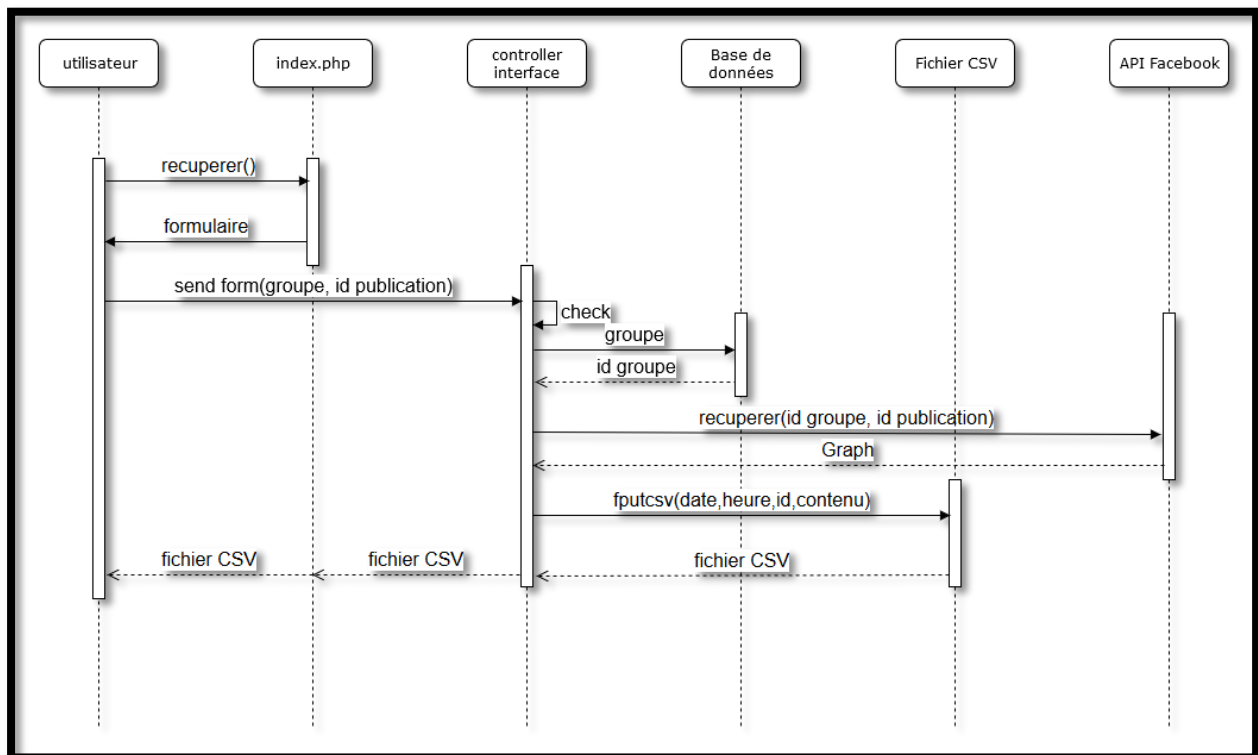 utilisateur
index.php
controller
interface
Base de
données
Fichier CSV
API Facebook
recuperer()
formulaire
send form(groupe, id publication)
check
groupe
id groupe
recuperer(id groupe, id publication)
Graph
fputcsv(date,heure,id,contenu)
fichier CSV
fichier CSV
fichier CSV